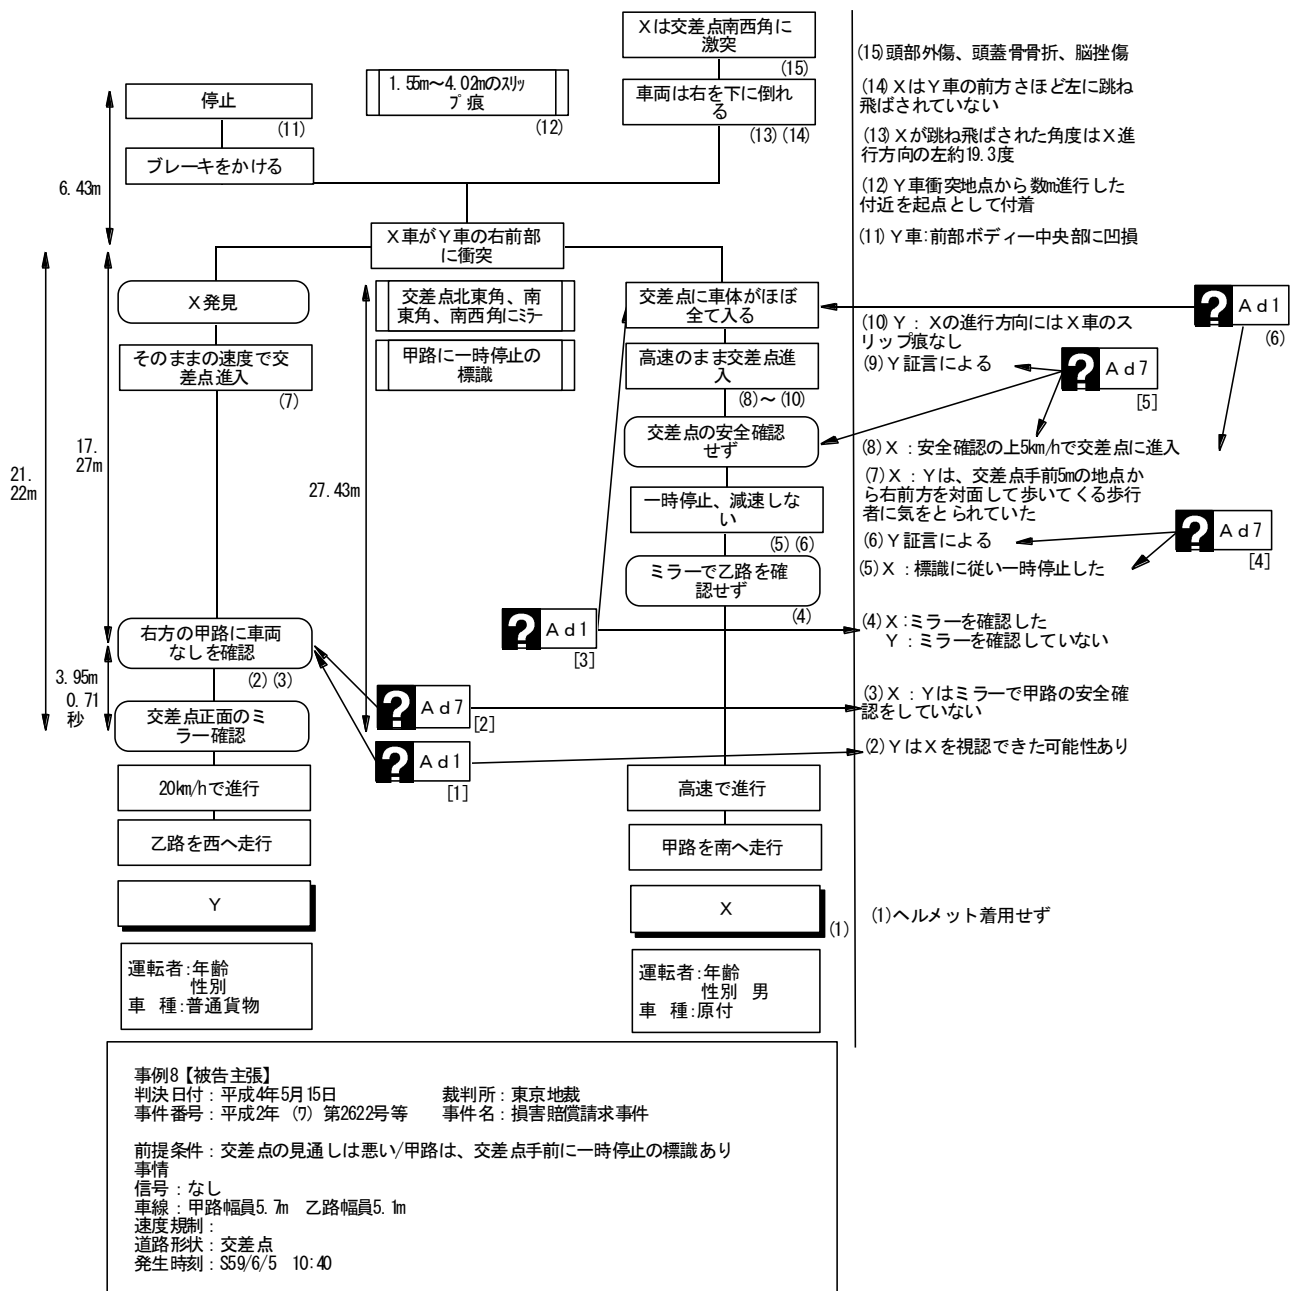 Xは交差点南西角に
激突
(15)
車両は右を下に倒れ
る
(13)(14)
1.55m～4.02mのスリッ
プ痕
(12)
停止
(11)
ブレーキをかける
6.43m
X車がY車の右前部
に衝突
X発見
交差点北東角、南
東角、南西角にミラー
交差点に車体がほぼ
全て入る
そのままの速度で交
差点進入
(7)
甲路に一時停止の
標識
高速のまま交差点進
入
(8)～(10)
交差点の安全確認
せず
17.
27m
21.
22m
27.43m
一時停止、減速しな
い
(5)(6)
ミラーで乙路を確
認せず
(4)
右方の甲路に車両
なしを確認
(2)(3)
? Ad1
[3]
3.95m
0.71
秒
交差点正面のミ
ラー確認
? Ad7
[2]
? Ad1
[1]
20km/hで進行
高速で進行
乙路を西へ走行
甲路を南へ走行
Y
X
(1)
運転者:年齢
性別
車 種:普通貨物
運転者:年齢
性別 男
車 種:原付
(15)頭部外傷、頭蓋骨骨折、脳挫傷
(14)XはY車の前方さほど左に跳ね
飛ばされていない
(13)Xが跳ね飛ばされた角度はX進
行方向の左約19.3度
(12)Y車衝突地点から数m進行した
付近を起点として付着
(11)Y車:前部ボディー中央部に凹損
? Ad1
(6)
(10)Y：Xの進行方向にはX車のス
リップ痕なし
(9)Y証言による
? Ad7
[5]
(8)X：安全確認の上5km/hで交差点に進入
(7)X：Yは、交差点手前5mの地点か
ら右前方を対面して歩いてくる歩行
者に気をとられていた
(6)Y証言による
? Ad7
[4]
(5)X：標識に従い一時停止した
(4)X:ミラーを確認した
Y：ミラーを確認していない
(3)X：Yはミラーで甲路の安全確
認をしていない
(2)YはXを視認できた可能性あり
(1)ヘルメット着用せず
事例8【被告主張】
判決日付：平成4年5月15日 裁判所：東京地裁
事件番号：平成2年 (ワ) 第2622号等 事件名：損害賠償請求事件
前提条件：交差点の見通しは悪い/甲路は、交差点手前に一時停止の標識あり
事情
信号：なし
車線：甲路幅員5.7m 乙路幅員5.1m
速度規制：
道路形状：交差点
発生時刻：S59/6/5 10:40